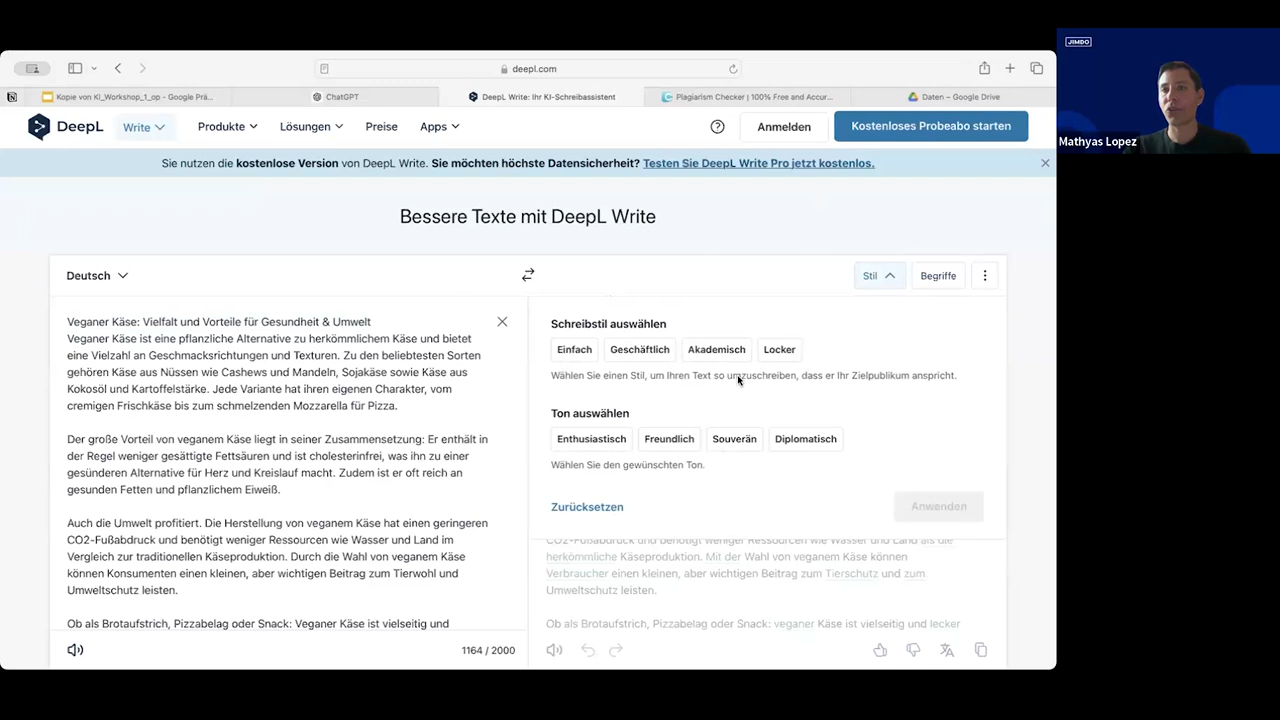 JIMDO
deepl.com
Mathyas Lopez
Kopie von KI_Workshop_1_op - Google Prä...
ChatGPT
DeepL Write: Ihr KI-Schreibassistent
Plagiarism Checker | 100% Free and Accur...
Daten – Google Drive
DeepL
Write
Produkte
Lösungen
Preise
Apps
Anmelden
Kostenloses Probeabo starten
Sie nutzen die kostenlose Version von DeepL Write. Sie möchten höchste Datensicherheit? Testen Sie DeepL Write Pro jetzt kostenlos.
Bessere Texte mit DeepL Write
Deutsch
Stil
Begriffe
Veganer Käse: Vielfalt und Vorteile für Gesundheit & Umwelt
Veganer Käse ist eine pflanzliche Alternative zu herkömmlichem Käse und bietet
eine Vielzahl an Geschmacksrichtungen und Texturen. Zu den beliebtesten Sorten
gehören Käse aus Nüssen wie Cashews und Mandeln, Sojakäse sowie Käse aus
Kokosöl und Kartoffelstärke. Jede Variante hat ihren eigenen Charakter, vom
cremigen Frischkäse bis zum schmelzenden Mozzarella für Pizza.
Der große Vorteil von veganem Käse liegt in seiner Zusammensetzung: Er enthält in
der Regel weniger gesättigte Fettsäuren und ist cholesterinfrei, was ihn zu einer
gesünderen Alternative für Herz und Kreislauf macht. Zudem ist er oft reich an
gesunden Fetten und pflanzlichem Eiweiß.
Auch die Umwelt profitiert. Die Herstellung von veganem Käse hat einen geringeren
CO2-Fußabdruck und benötigt weniger Ressourcen wie Wasser und Land im
Vergleich zur traditionellen Käseproduktion. Durch die Wahl von veganem Käse
können Konsumenten einen kleinen, aber wichtigen Beitrag zum Tierwohl und
Umweltschutz leisten.
Ob als Brotaufstrich, Pizzabelag oder Snack: Veganer Käse ist vielseitig und
1164 / 2000
Schreibstil auswählen
Einfach
Geschäftlich
Akademisch
Locker
Wählen Sie einen Stil, um Ihren Text so umzuschreiben, dass er Ihr Zielpublikum anspricht.
Ton auswählen
Enthusiastisch
Freundlich
Souverän
Diplomatisch
Wählen Sie den gewünschten Ton.
Zurücksetzen
Anwenden
CO2-Fußabdruck und benötigt weniger Ressourcen wie Wasser und Land als die
herkömmliche Käseproduktion. Mit der Wahl von veganem Käse können
Verbraucher einen kleinen, aber wichtigen Beitrag zum Tierschutz und zum
Umweltschutz leisten.
Ob als Brotaufstrich, Pizzabelag oder Snack: veganer Käse ist vielseitig und lecker